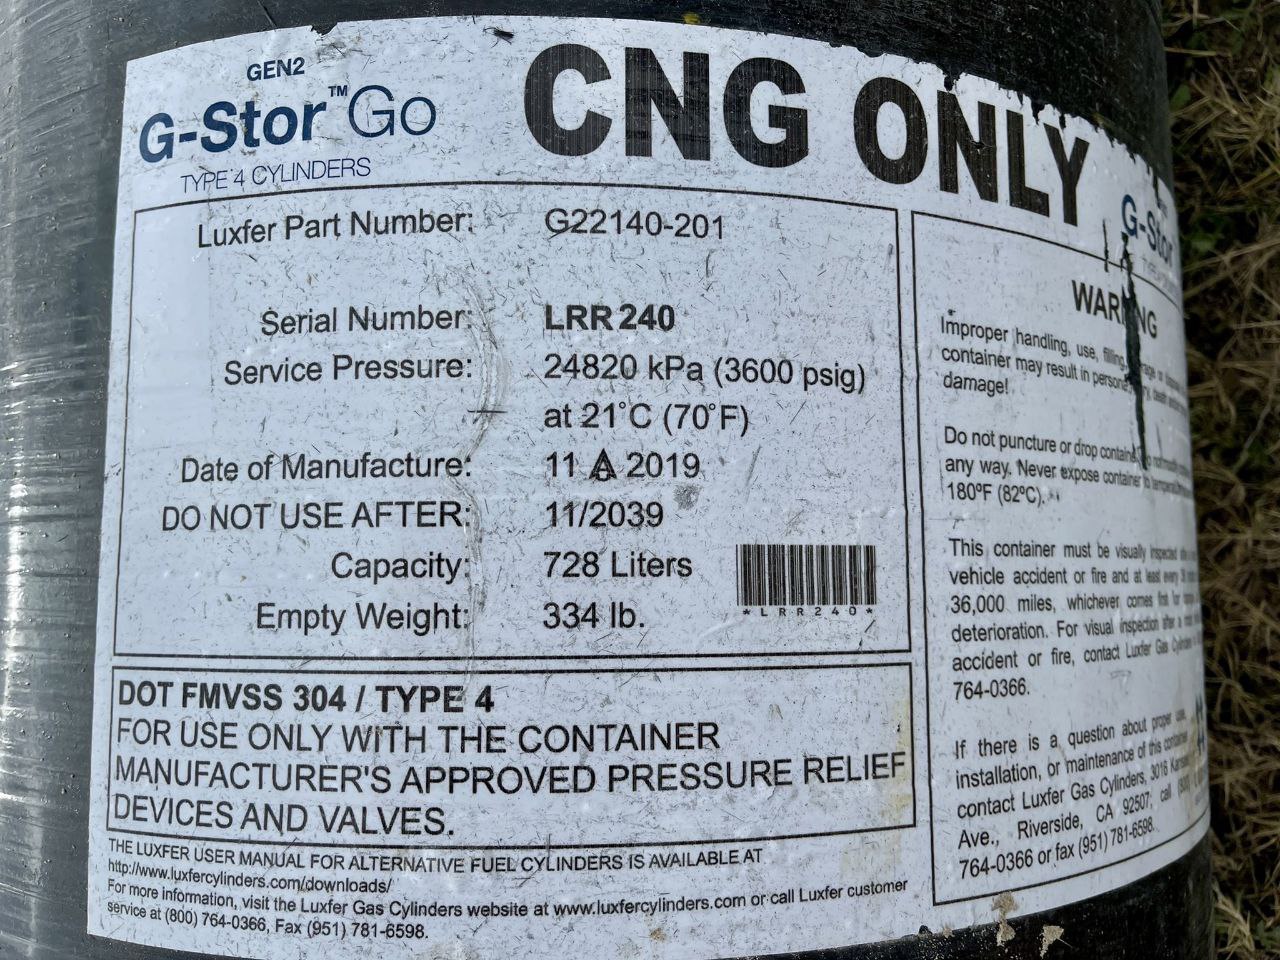 GEN2
G-Stor™ Go
TYPE 4 CYLINDERS
CNG ONLY
Luxfer Part Number: G22140-201
Serial Number: LRR240
Service Pressure: 24820 kPa (3600 psig)
at 21°C (70°F)
Date of Manufacture: 11 A 2019
DO NOT USE AFTER: 11/2039
Capacity: 728 Liters
Empty Weight: 334 lb.
*LRR240*
DOT FMVSS 304 / TYPE 4
FOR USE ONLY WITH THE CONTAINER
MANUFACTURER'S APPROVED PRESSURE RELIEF
DEVICES AND VALVES.
THE LUXFER USER MANUAL FOR ALTERNATIVE FUEL CYLINDERS IS AVAILABLE AT
http://www.luxfercylinders.com/downloads/
For more information, visit the Luxfer Gas Cylinders website at www.luxfercylinders.com or call Luxfer customer
service at (800) 764-0366, Fax (951) 781-6598.
G-Stor
WARNING
Improper handling, use, filling,
container may result in
damage!
Do not puncture or drop container
any way. Never expose container to
180°F (82°C).
This container must be visually inspected
vehicle accident or fire and at least every
36,000 miles, whichever comes first for
deterioration. For visual inspection after a
accident or fire, contact Luxfer Gas
764-0366.
If there is a question about proper use,
installation, or maintenance of this container
contact Luxfer Gas Cylinders, 3016 Kansas
Ave., Riverside, CA 92507; call
764-0366 or fax (951) 781-6598.